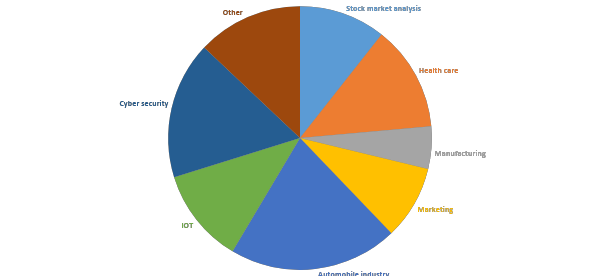 Stock market analysis
Health care
Manufacturing
Marketing
Automobile industry
IOT
Cyber security
Other